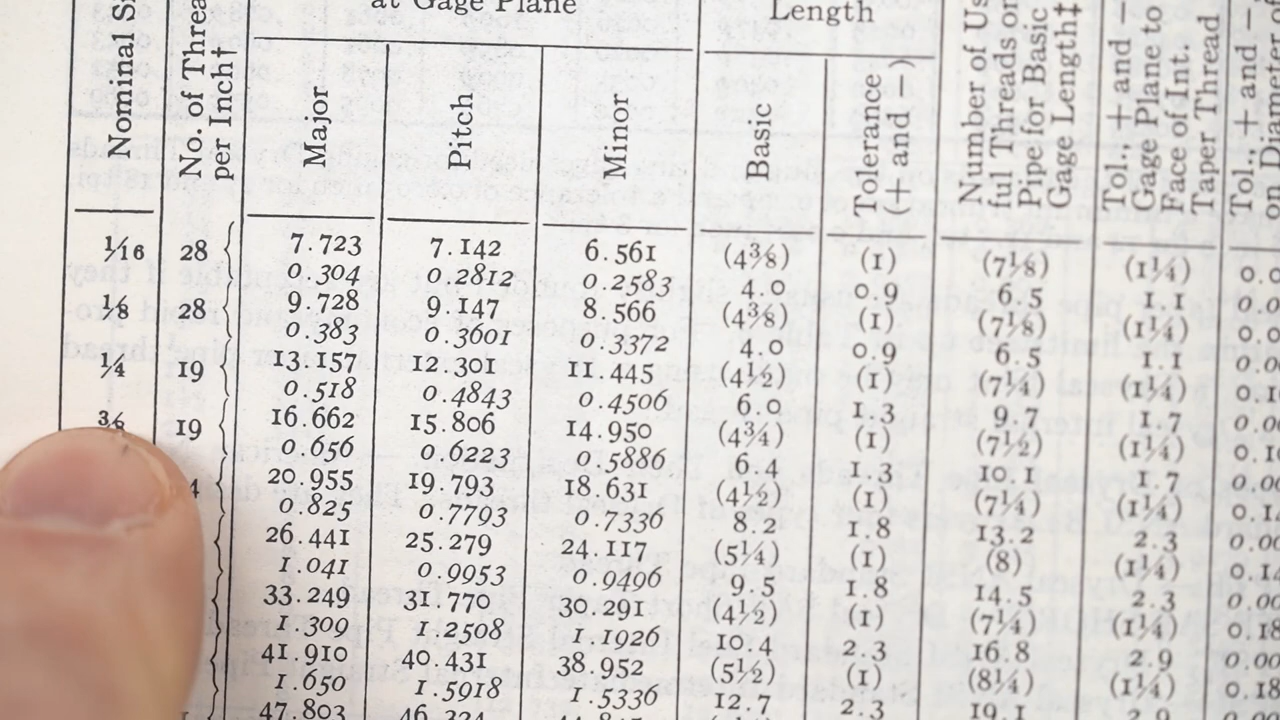 at Gage Plane
Length
Nominal
No. of
per Inch†
Major
Pitch
Minor
Basic
Tolerance
(+ and −)
Number of
ful Threads on
Pipe for Basic
Gage Length‡
Tol., + and −
Gage Plane to
Face of Int.
Taper Thread
Tol., + and −
on Diameter
1/16 28 7.723 7.142 6.561 (4⅜) (1) (7⅛) (1¼)
0.304 0.2812 0.2583 4.0 0.9 6.5 1.1
⅛ 28 9.728 9.147 8.566 (4⅜) (1) (7⅛) (1¼)
0.383 0.3601 0.3372 4.0 0.9 6.5 1.1
¼ 19 13.157 12.301 11.445 (4½) (1) (7¼) (1¼)
0.518 0.4843 0.4506 6.0 1.3 9.7 1.7
19 16.662 15.806 14.950 (4¾) (1) (7½) (1¼)
0.656 0.6223 0.5886 6.4 1.3 10.1 1.7
20.955 19.793 18.631 (4½) (1) (7¼) (1¼)
0.825 0.7793 0.7336 8.2 1.8 13.2 2.3
26.441 25.279 24.117 (5¼) (1) (8) (1¼)
1.041 0.9953 0.9496 9.5 1.8 14.5 2.3
33.249 31.770 30.291 (4½) (1) (7¼) (1¼) 0.18
1.309 1.2508 1.1926 10.4 2.3 16.8 2.9
41.910 40.431 38.952 (5½) (1) (8¼) (1¼) 0.18
1.650 1.5918 1.5336 12.7 2.3 19.1 2.9
47.803